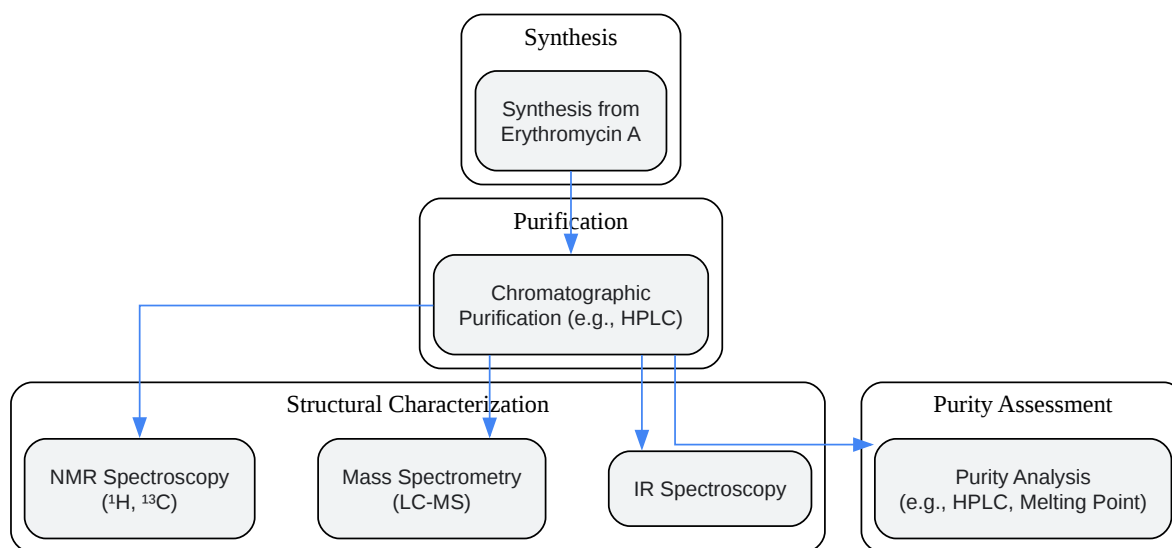 Synthesis
Synthesis from
Erythromycin A
Purification
Chromatographic
Purification (e.g., HPLC)
Structural Characterization
NMR Spectroscopy
(¹H, ¹³C)
Mass Spectrometry
(LC-MS)
IR Spectroscopy
Purity Assessment
Purity Analysis
(e.g., HPLC, Melting Point)